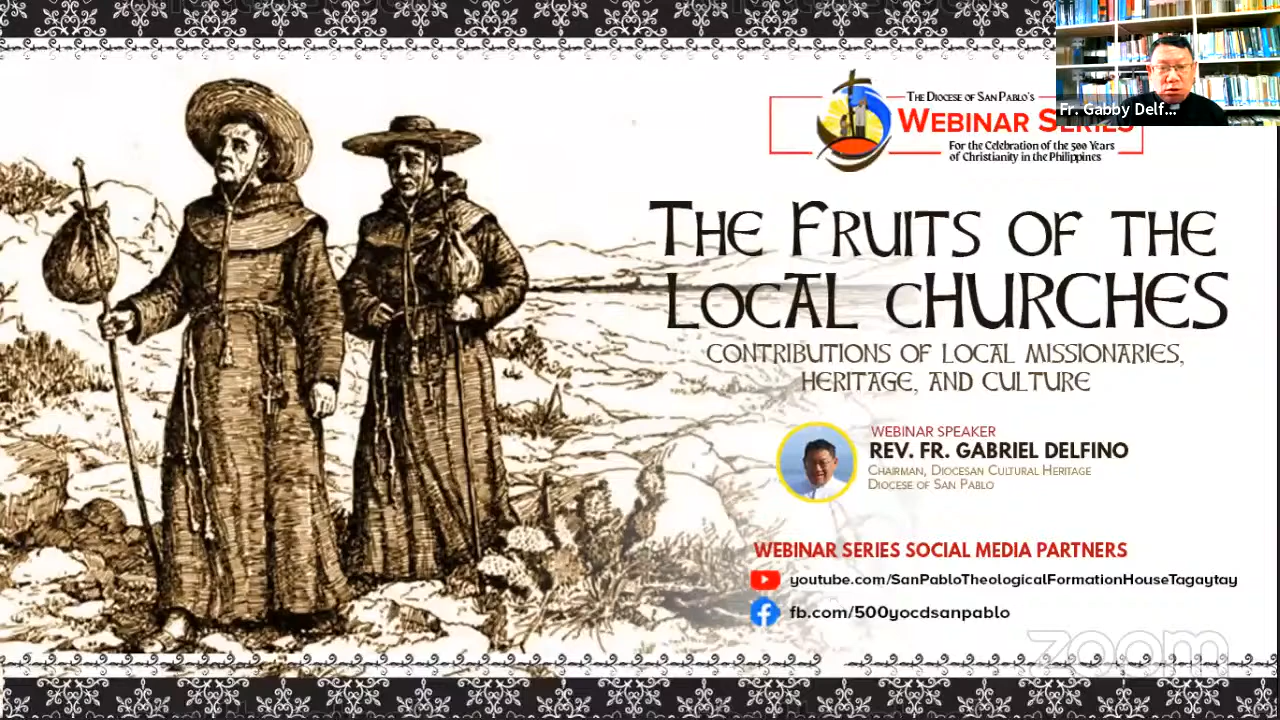 THE DIOCESE OF SAN PABLO'S
WEBINAR SERIES
Fr. Gabby Delf...
For the Celebration of the 500 Years
of Christianity in the Philippines
THE FRUITS OF THE
LOCAL CHURCHES
CONTRIBUTIONS OF LOCAL MISSIONARIES,
HERITAGE, AND CULTURE
WEBINAR SPEAKER
REV. FR. GABRIEL DELFINO
CHAIRMAN, DIOCESAN CULTURAL HERITAGE
DIOCESE OF SAN PABLO
WEBINAR SERIES SOCIAL MEDIA PARTNERS
youtube.com/SanPabloTheologicalFormationHouseTagaytay
fb.com/500yocdsanpablo
zoom